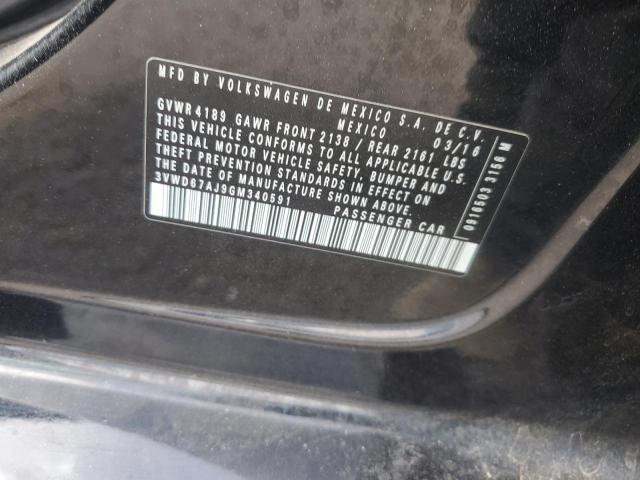 MFD BY VOLKSWAGEN DE MEXICO S.A. DE C.V.
MEXICO 03/16
GVWR 4189 GAWR FRONT 2138 / REAR 2161 LBS
THIS VEHICLE CONFORMS TO ALL APPLICABLE U.S.
FEDERAL MOTOR VEHICLE SAFETY, BUMPER AND
THEFT PREVENTION STANDARDS IN EFFECT ON
THE DATE OF MANUFACTURE SHOWN ABOVE.
3VWD67AJ9GM340591 PASSENGER CAR
0910503 3156 M